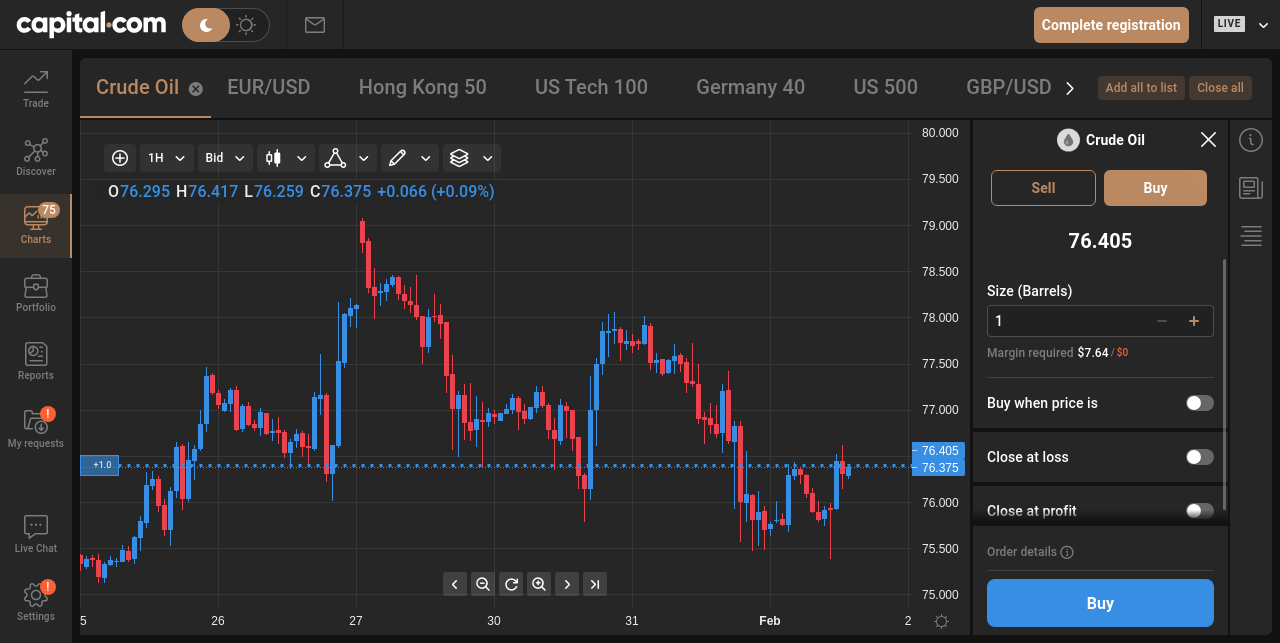 capital.com
Complete registration
LIVE
Trade
Discover
75
Charts
Portfolio
Reports
!
My requests
Live Chat
!
Settings
Crude Oil EUR/USD Hong Kong 50 US Tech 100 Germany 40 US 500 GBP/USD
Add all to list Close all
1H Bid
O76.295 H76.417 L76.259 C76.375 +0.066 (+0.09%)
+1.0
80.000
79.500
79.000
78.500
78.000
77.500
77.000
76.405
76.375
76.000
75.500
75.000
5 26 27 30 31 Feb 2
Crude Oil
Sell Buy
76.405
Size (Barrels)
1 − +
Margin required $7.64 / $0
Buy when price is
Close at loss
Close at profit
Order details i
Buy